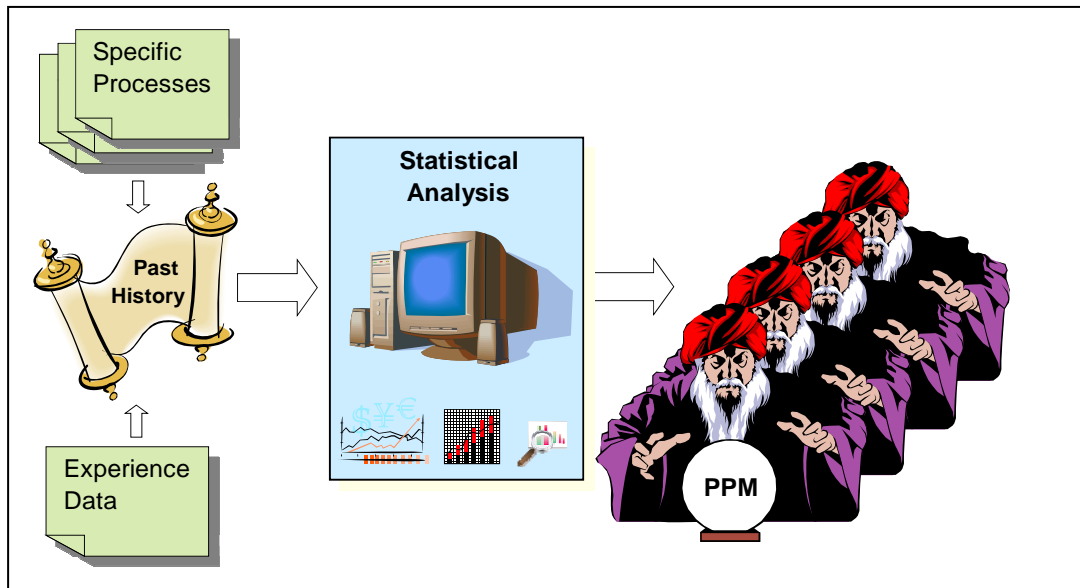 Specific
Processes
Past
History
Experience
Data
Statistical
Analysis
$ ¥ €
PPM